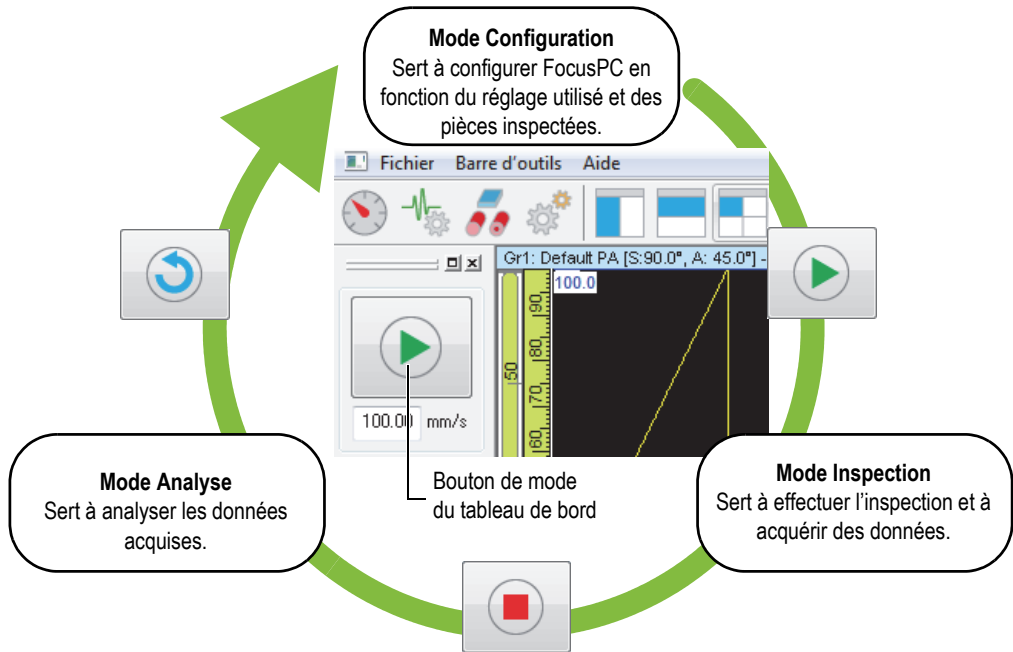 Mode Configuration
Sert à configurer FocusPC en
fonction du réglage utilisé et des
pièces inspectées.
Fichier Barre d'outils Aide
Gr1: Default PA [S:90.0°, A: 45.0°] -
100.0
90
80
70
60
50
100.00 mm/s
Bouton de mode
du tableau de bord
Mode Analyse
Sert à analyser les données
acquises.
Mode Inspection
Sert à effectuer l’inspection et à
acquérir des données.